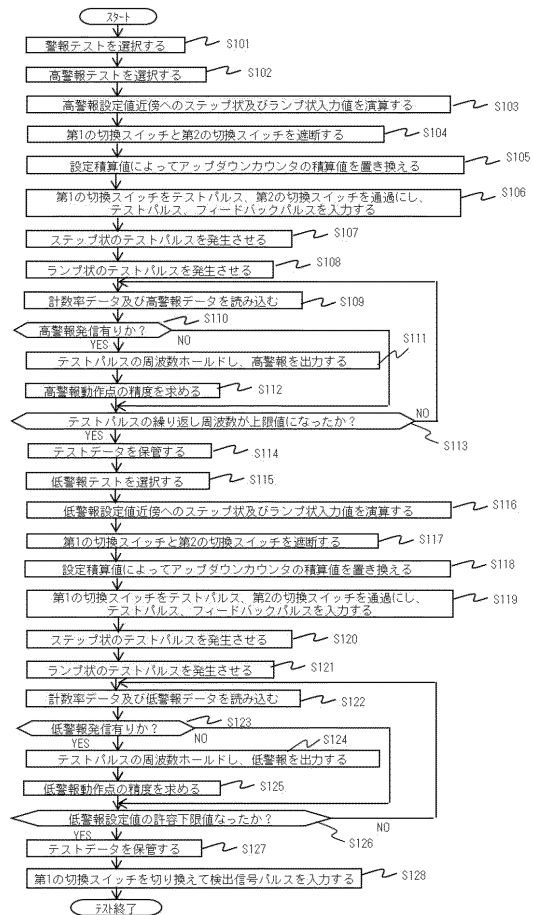 スタート
警報テストを選択する S101
高警報テストを選択する S102
高警報設定値近傍へのステップ状及びランプ状入力値を演算する S103
第1の切換スイッチと第2の切換スイッチを遮断する S104
設定積算値によってアップダウンカウンタの積算値を置き換える S105
第1の切換スイッチをテストパルス、第2の切換スイッチを通過にし、
テストパルス、フィードバックパルスを入力する S106
ステップ状のテストパルスを発生させる S107
ランプ状のテストパルスを発生させる S108
計数率データ及び高警報データを読み込む S109
高警報発信有りか? S110
YES NO
テストパルスの周波数ホールドし、高警報を出力する S111
高警報動作点の精度を求める S112
テストパルスの繰り返し周波数が上限値になったか? NO
YES S113
テストデータを保管する S114
低警報テストを選択する S115
低警報設定値近傍へのステップ状及びランプ状入力値を演算する S116
第1の切換スイッチと第2の切換スイッチを遮断する S117
設定積算値によってアップダウンカウンタの積算値を置き換える S118
第1の切換スイッチをテストパルス、第2の切換スイッチを通過にし、
テストパルス、フィードバックパルスを入力する S119
ステップ状のテストパルスを発生させる S120
ランプ状のテストパルスを発生させる S121
計数率データ及び低警報データを読み込む S122
低警報発信有りか? S123
YES NO
テストパルスの周波数ホールドし、低警報を出力する S124
低警報動作点の精度を求める S125
低警報設定値の許容下限値なったか? NO
YES S126
テストデータを保管する S127
第1の切換スイッチを切り換えて検出信号パルスを入力する S128
テスト終了